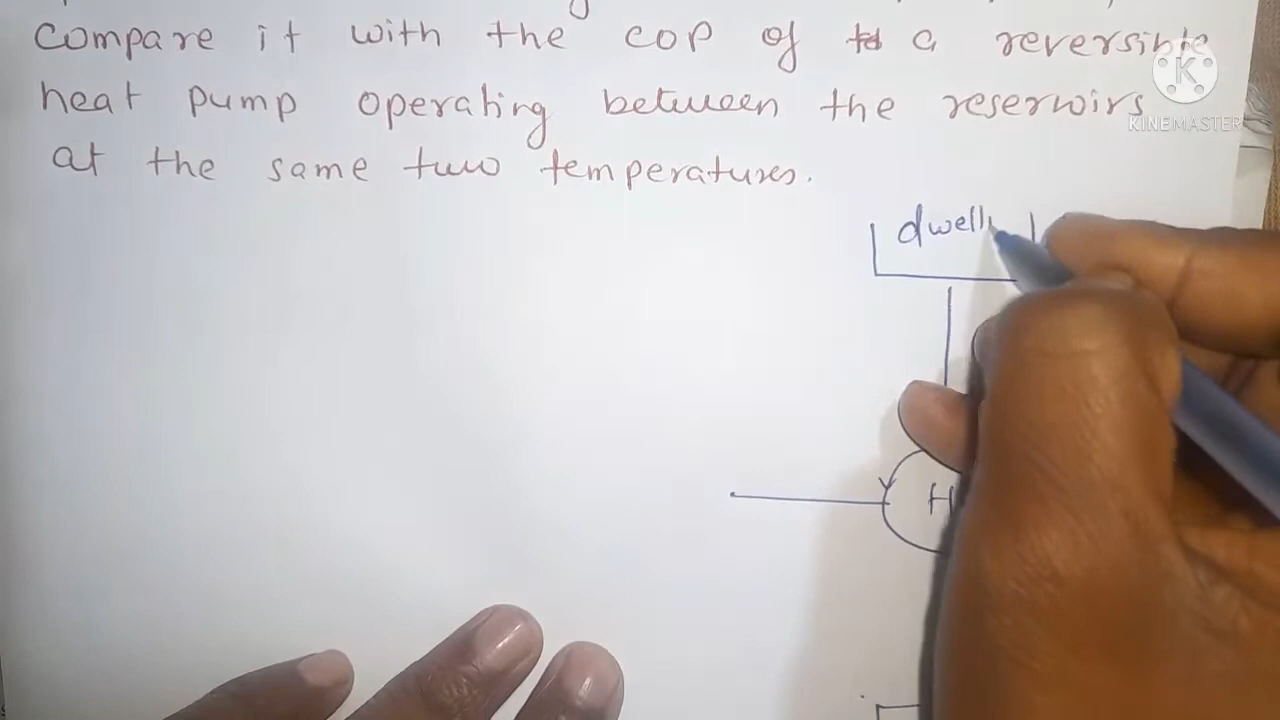 compare it with the COP of a reversible
heat pump operating between the reserwirs
at the same two temperatures.
dwell
H
K
KINEMASTER